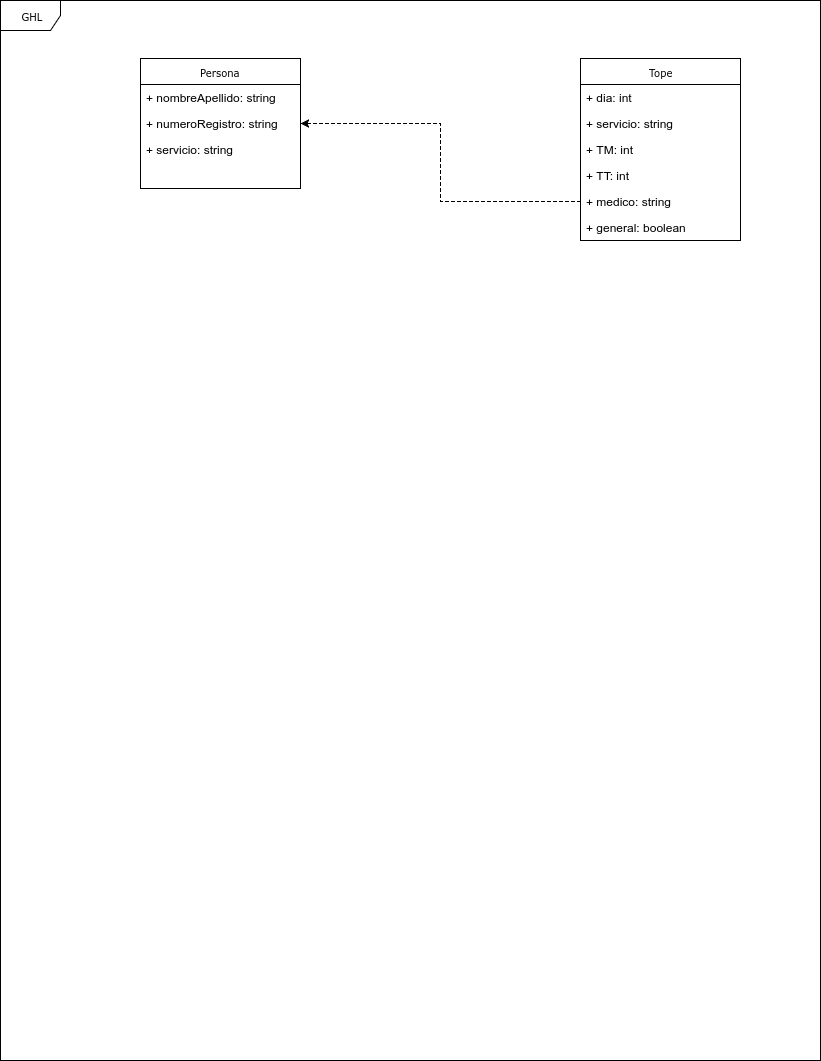 GHL
Persona
+ nombreApellido: string
+ numeroRegistro: string
+ servicio: string
Tope
+ dia: int
+ servicio: string
+ TM: int
+ TT: int
+ medico: string
+ general: boolean